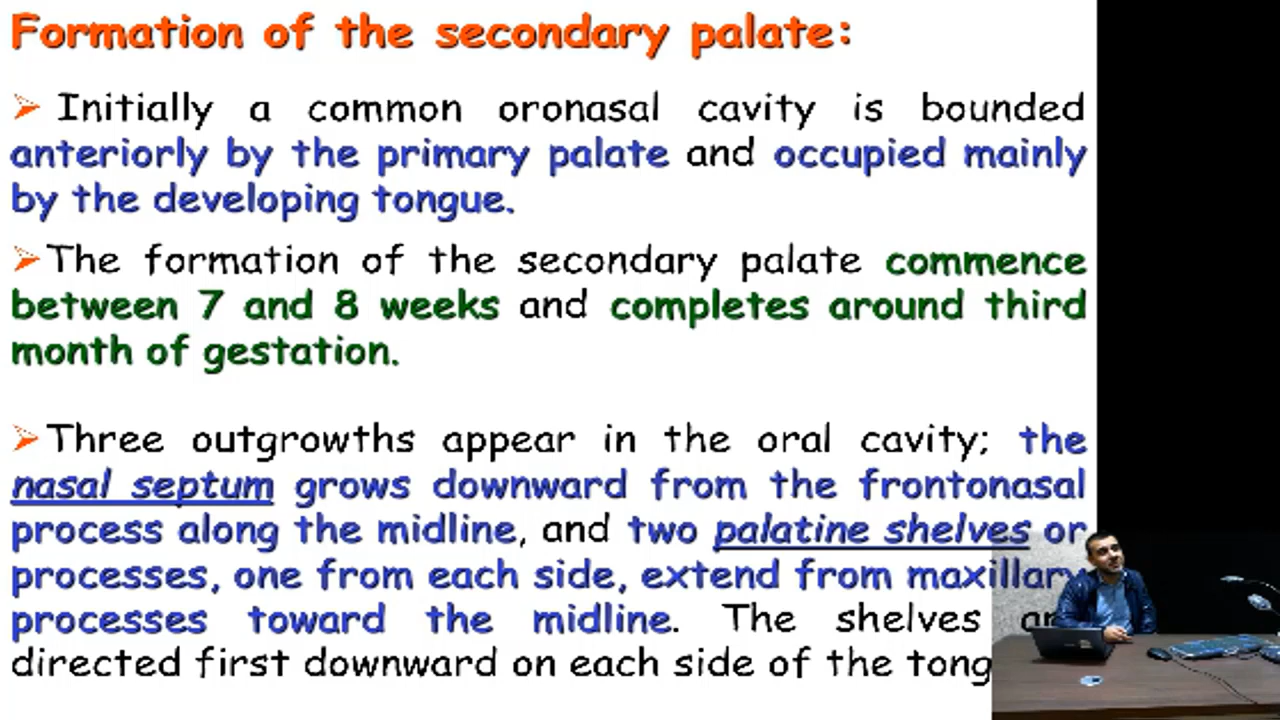 Formation of the secondary palate:
➢ Initially a common oronasal cavity is bounded
anteriorly by the primary palate and occupied mainly
by the developing tongue.
➢The formation of the secondary palate commence
between 7 and 8 weeks and completes around third
month of gestation.
➢Three outgrowths appear in the oral cavity; the
nasal septum grows downward from the frontonasal
process along the midline, and two palatine shelves or
processes, one from each side, extend from maxillary
processes toward the midline. The shelves
directed first downward on each side of the